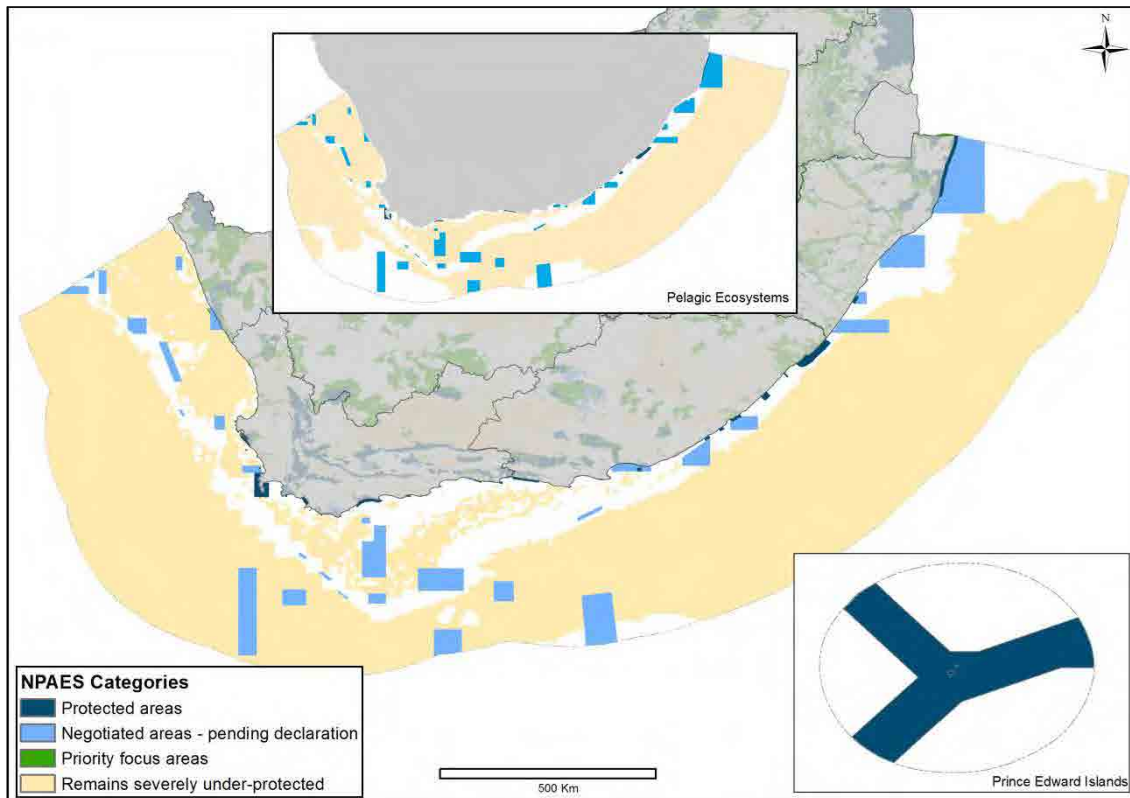 N
Pelagic Ecosystems
NPAES Categories
Protected areas
Negotiated areas - pending declaration
Priority focus areas
Remains severely under-protected
500 Km
Prince Edward Islands